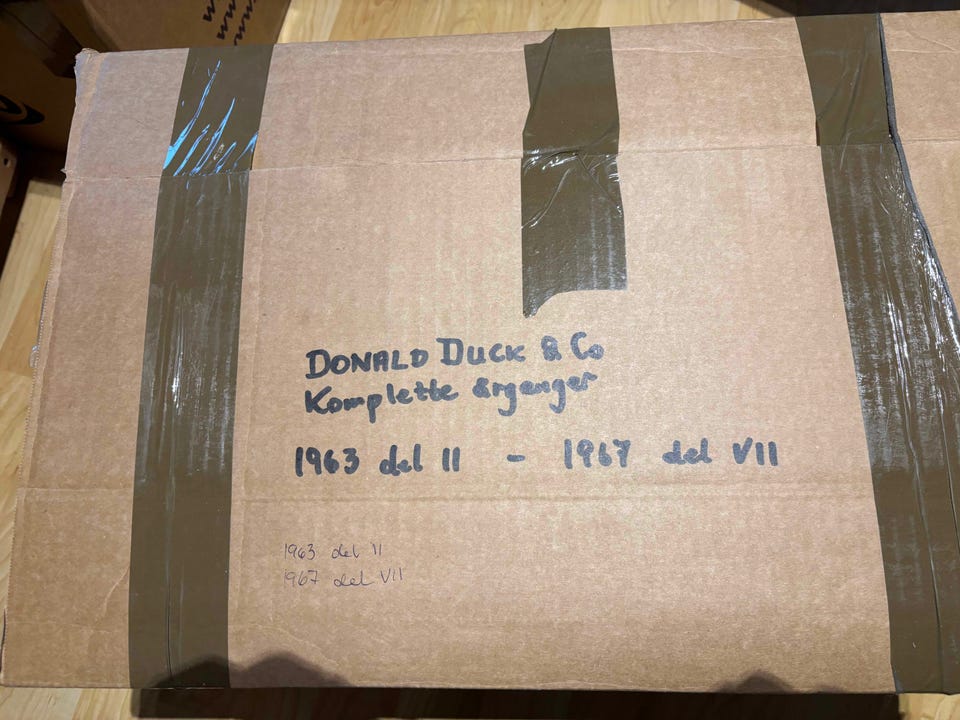 DONALD DUCK & Co
Komplette årganger
1963 del II - 1967 del VII
1963 del II
1967 del VII